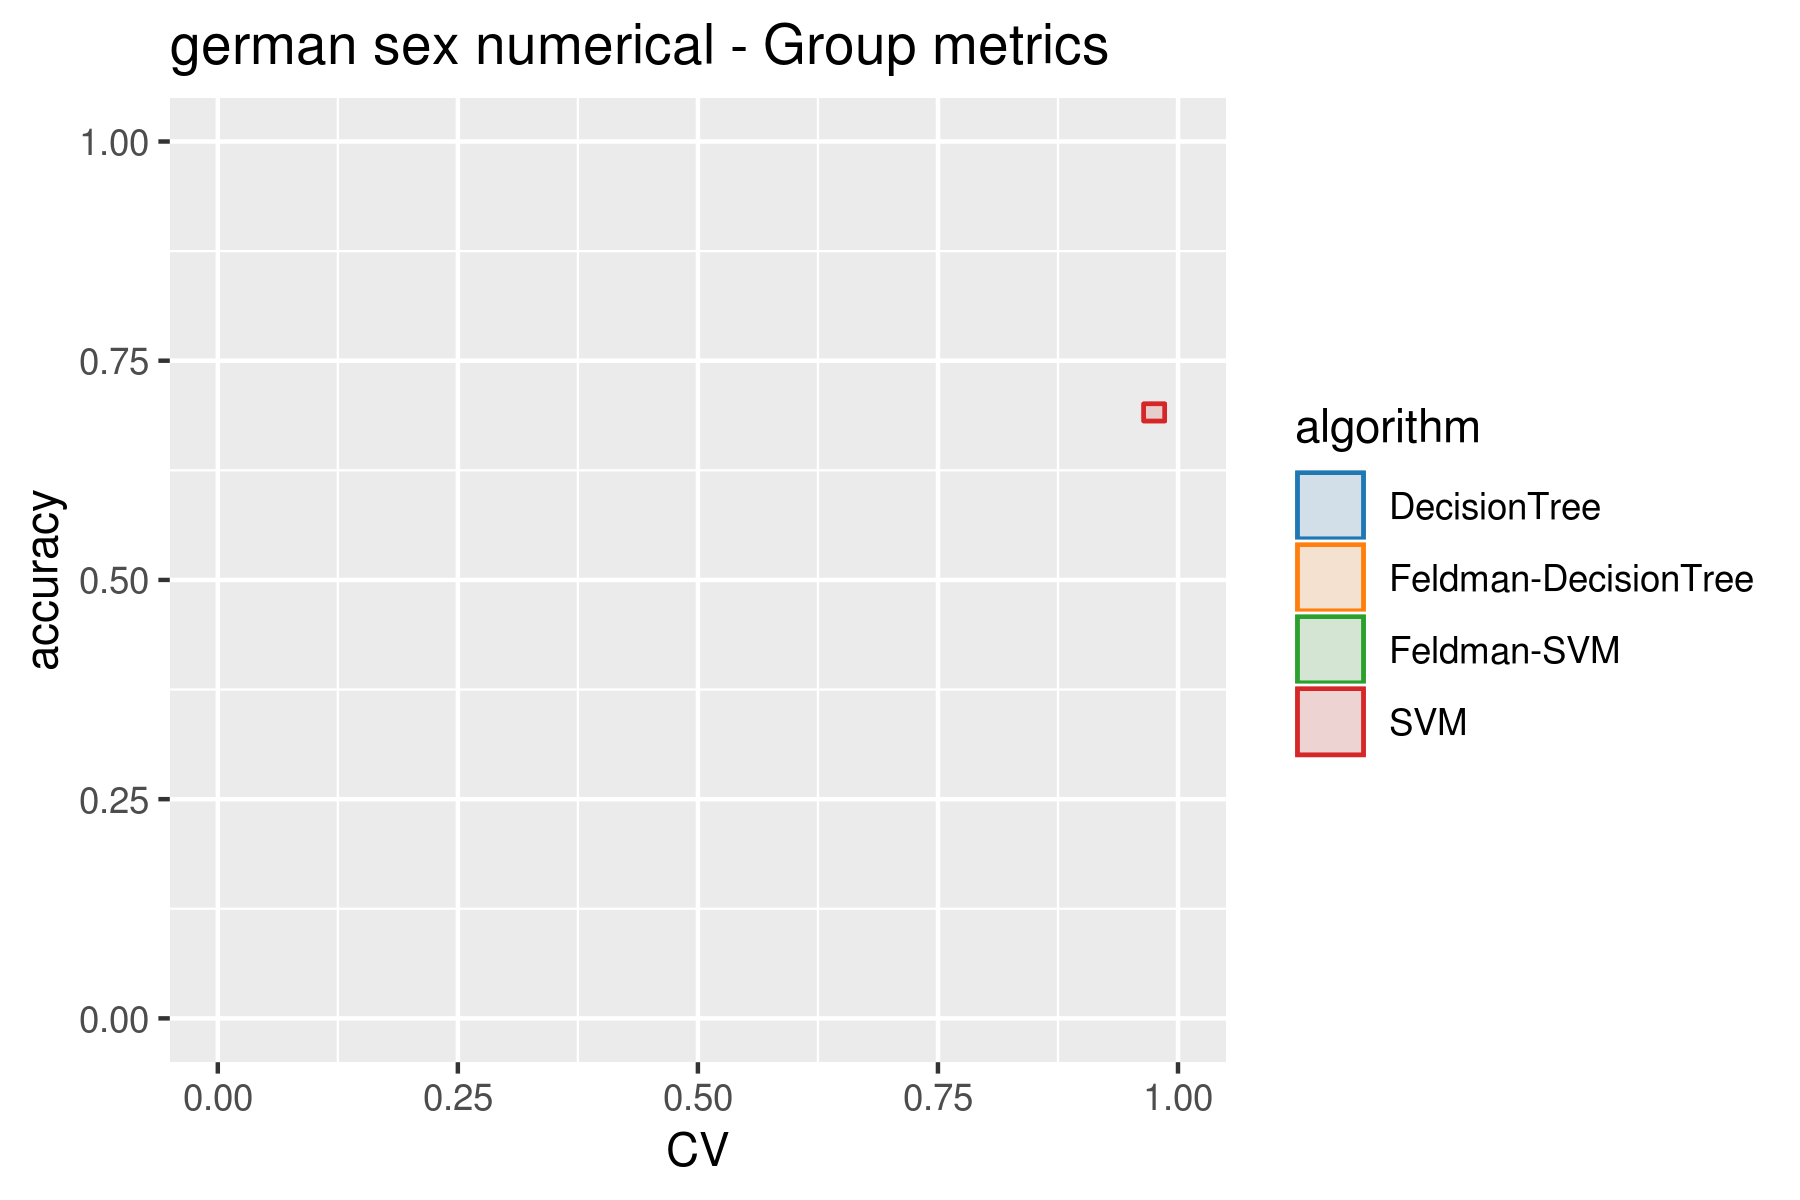 german sex numerical - Group metrics
1.00
0.75
0.50
0.25
0.00
accuracy
0.00 0.25 0.50 0.75 1.00
CV
algorithm
DecisionTree
Feldman-DecisionTree
Feldman-SVM
SVM